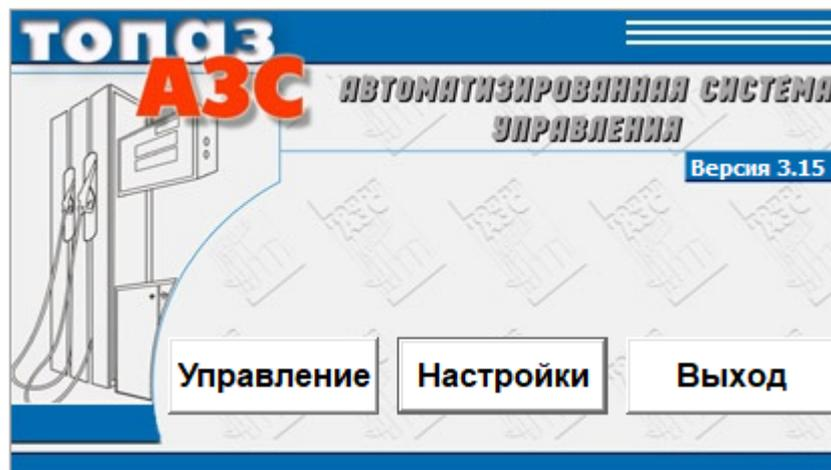 топаз
АЗС
АВТОМАТИЗИРОВАННАЯ СИСТЕМА
УПРАВЛЕНИЯ
Версия 3.15
Управление
Настройки
Выход